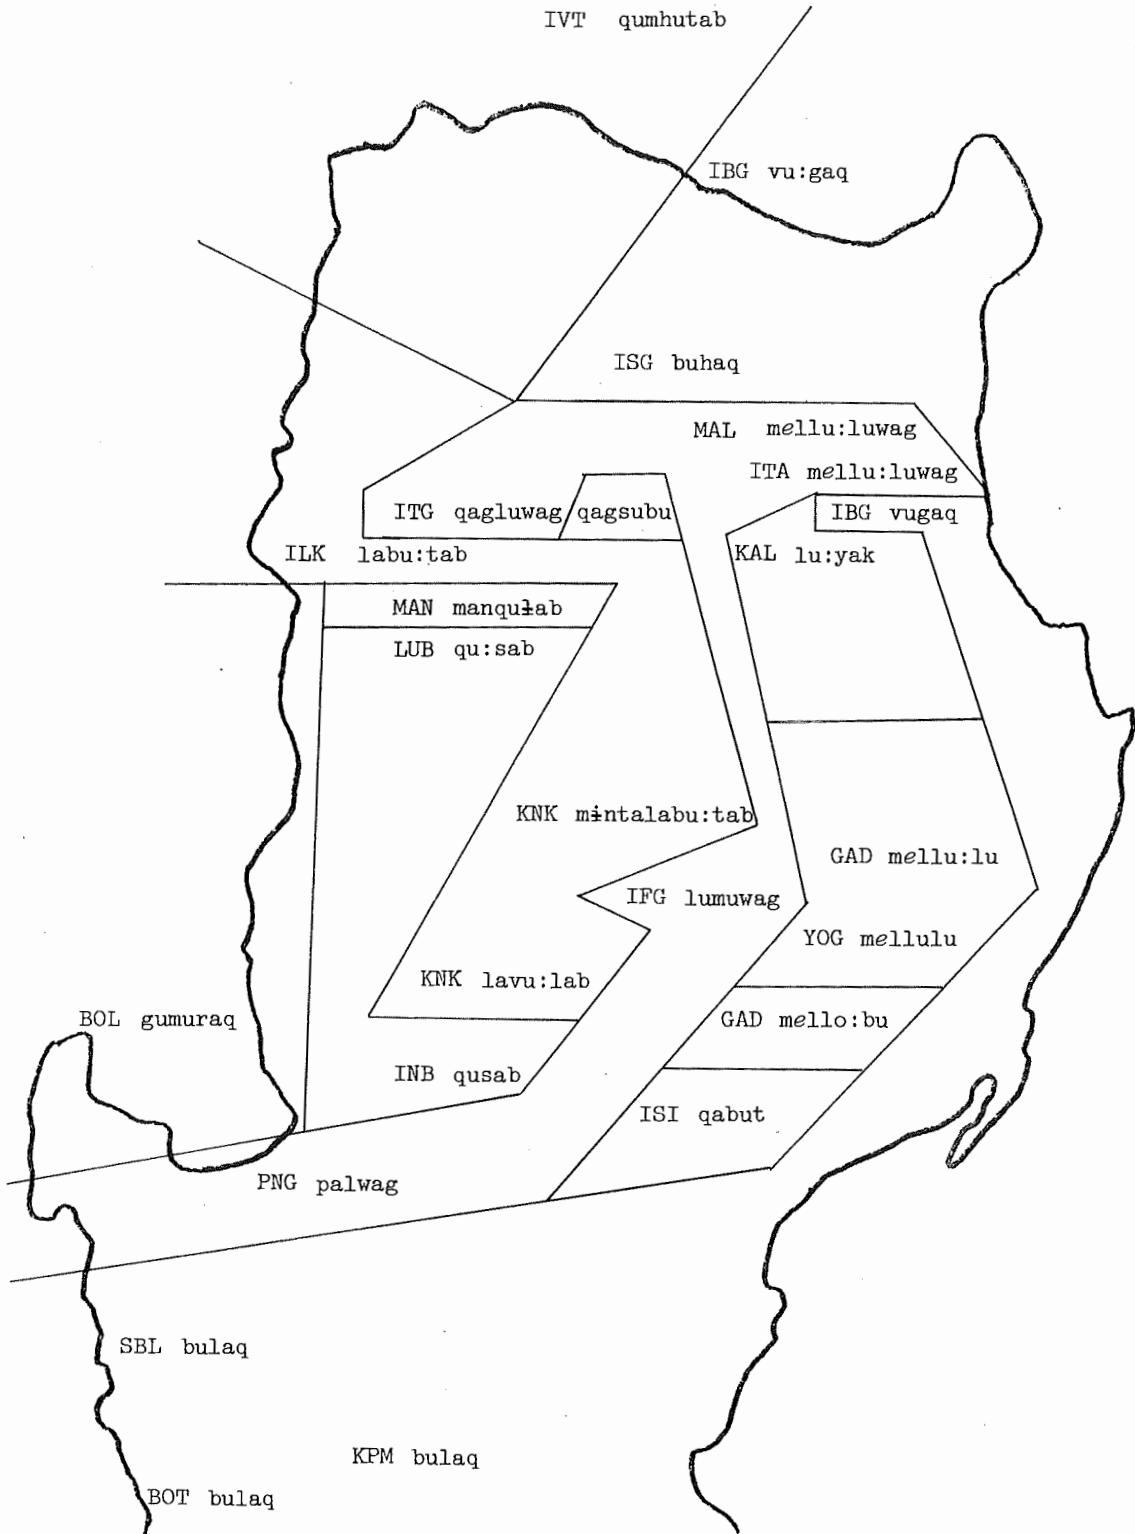 IVT qumhutab
IBG vu:gaq
ISG buhaq
MAL mellu:luwag
ITA mellu:luwag
ITG qagluwag
qagsubu
IBG vugaq
ILK labu:tab
KAL lu:yak
MAN manquɫab
LUB qu:sab
KNK mɨntalabu:tab
GAD mellu:lu
IFG lumuwag
YOG mellulu
KNK lavu:lab
BOL gumuraq
GAD mello:bu
INB qusab
ISI qabut
PNG palwag
SBL bulaq
KPM bulaq
BOT bulaq